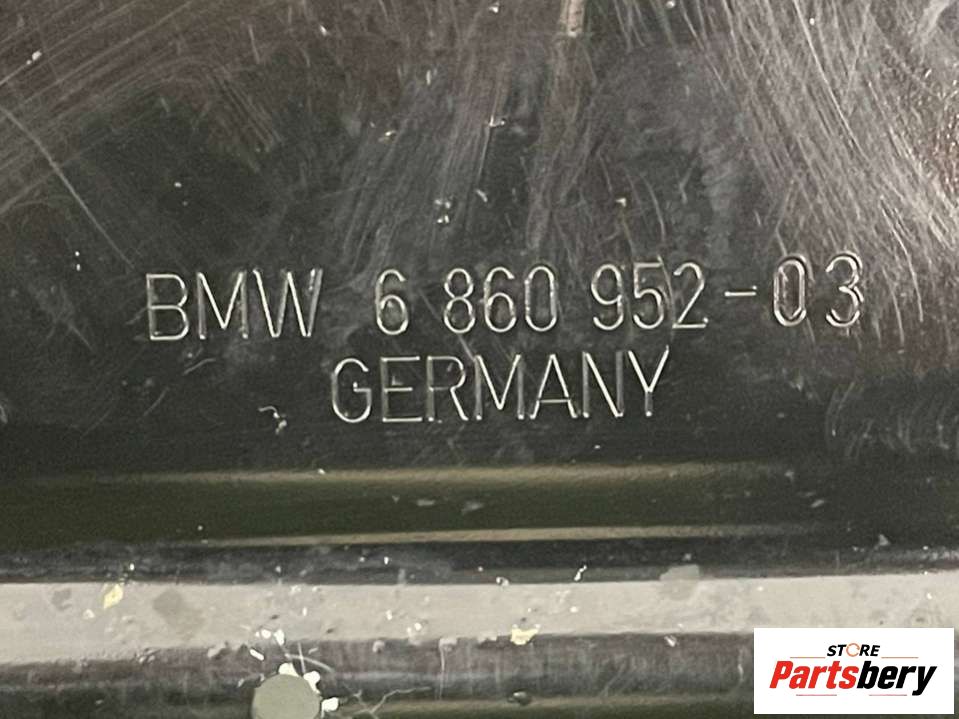 BMW 6 860 952-03
GERMANY
STORE
Partsbery